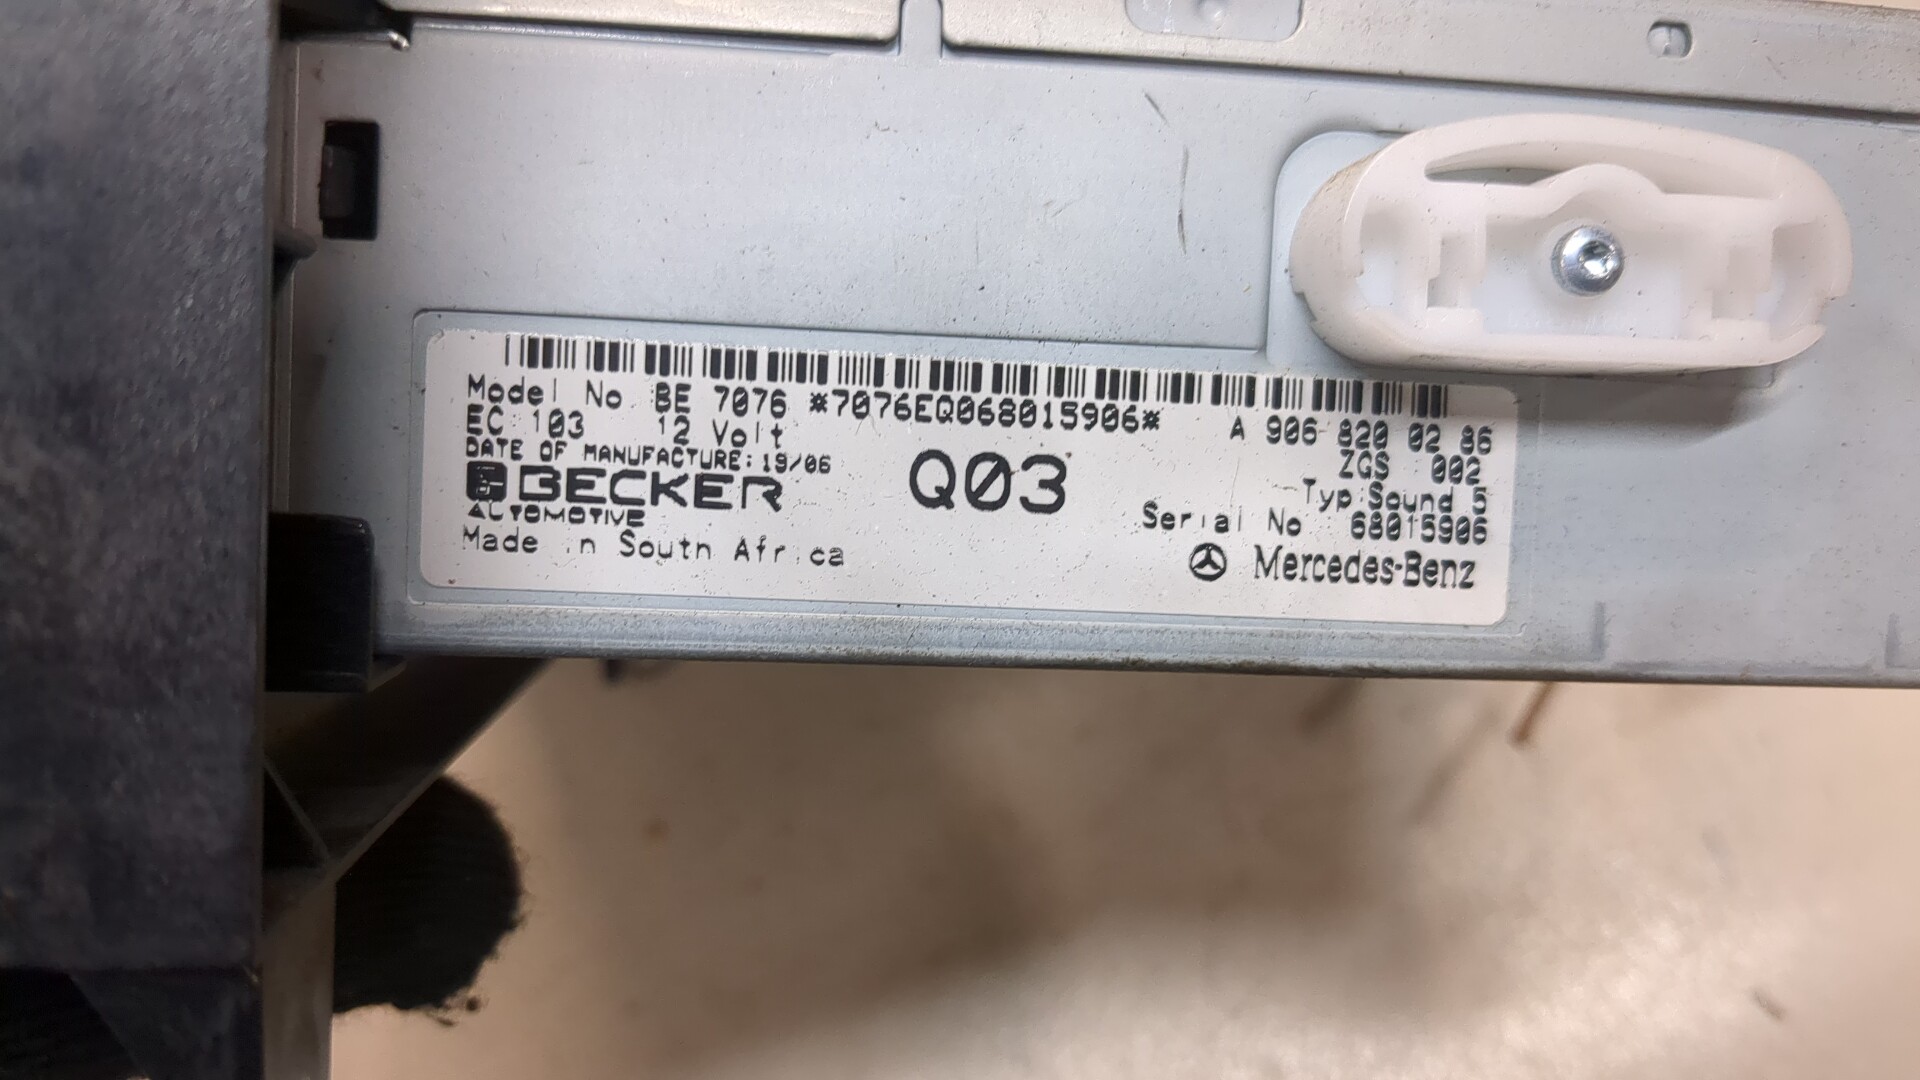 Model No BE 7076 *7076EQ068015906* A 906 820 02 86
EC 103 12 Volt
ZGS 002
DATE OF MANUFACTURE: 19/06
Q03
Typ:Sound 5
BECKER
AUTOMOTIVE
Serial No 68015906
Made in South Africa
Mercedes-Benz